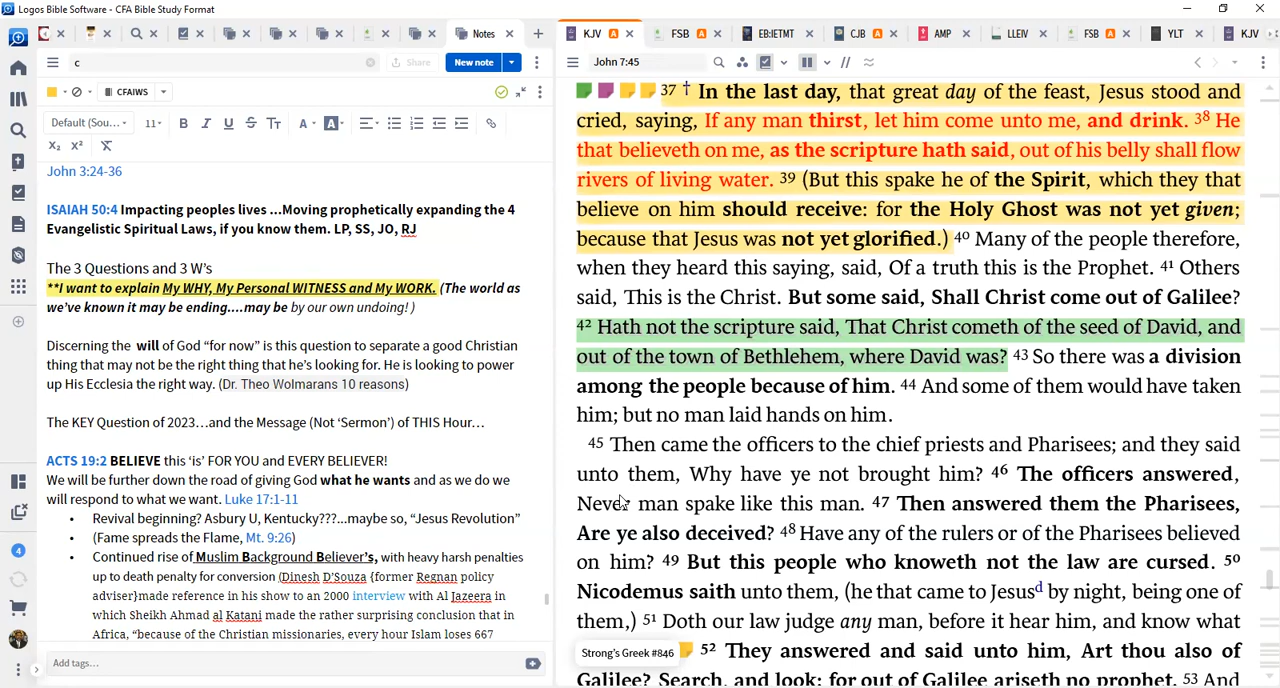 Logos Bible Software - CFA Bible Study Format
Notes
c
Share
New note
CFAIWS
Default (Sou...
11
B I U S Tт A A
X₂ X²
John 3:24-36
ISAIAH 50:4 Impacting peoples lives ...Moving prophetically expanding the 4
Evangelistic Spiritual Laws, if you know them. LP, SS, JO, RJ
The 3 Questions and 3 W's
**I want to explain My WHY, My Personal WITNESS and My WORK. (The world as
we've known it may be ending....may be by our own undoing! )
Discerning the will of God "for now" is this question to separate a good Christian
thing that may not be the right thing that he's looking for. He is looking to power
up His Ecclesia the right way. (Dr. Theo Wolmarans 10 reasons)
The KEY Question of 2023...and the Message (Not 'Sermon') of THIS Hour...
ACTS 19:2 BELIEVE this 'is' FOR YOU and EVERY BELIEVER!
We will be further down the road of giving God what he wants and as we do we
will respond to what we want. Luke 17:1-11
• Revival beginning? Asbury U, Kentucky???...maybe so, "Jesus Revolution"
• (Fame spreads the Flame, Mt. 9:26)
• Continued rise of Muslim Background Believer's, with heavy harsh penalties
up to death penalty for conversion (Dinesh D'Souza {former Regnan policy
adviser}made reference in his show to an 2000 interview with Al Jazeera in
which Sheikh Ahmad al Katani made the rather surprising conclusion that in
Africa, "because of the Christian missionaries, every hour Islam loses 667
Add tags...
4
KJV A FSB A EB:IETMT CJB A AMP LLEIV FSB A YLT KJV
John 7:45
37 † In the last day, that great day of the feast, Jesus stood and
cried, saying, If any man thirst, let him come unto me, and drink. 38 He
that believeth on me, as the scripture hath said, out of his belly shall flow
rivers of living water. 39 (But this spake he of the Spirit, which they that
believe on him should receive: for the Holy Ghost was not yet given;
because that Jesus was not yet glorified.) 40 Many of the people therefore,
when they heard this saying, said, Of a truth this is the Prophet. 41 Others
said, This is the Christ. But some said, Shall Christ come out of Galilee?
42 Hath not the scripture said, That Christ cometh of the seed of David, and
out of the town of Bethlehem, where David was? 43 So there was a division
among the people because of him. 44 And some of them would have taken
him; but no man laid hands on him.
45 Then came the officers to the chief priests and Pharisees; and they said
unto them, Why have ye not brought him? 46 The officers answered,
Never man spake like this man. 47 Then answered them the Pharisees,
Are ye also deceived? 48 Have any of the rulers or of the Pharisees believed
on him? 49 But this people who knoweth not the law are cursed. 50
Nicodemus saith unto them, (he that came to Jesusd by night, being one of
them,) 51 Doth our law judge any man, before it hear him, and know what
Strong's Greek #846
52 They answered and said unto him, Art thou also of
Galilee? Search, and look: for out of Galilee ariseth no prophet. 53 And